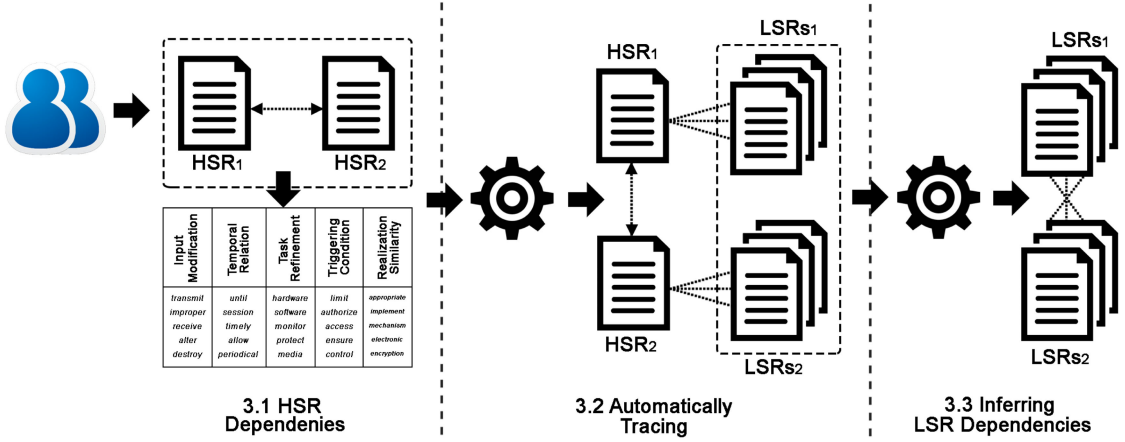 HSR1
HSR2
Input Modification
Temporal Relation
Task Refinement
Triggering Condition
Realization Similarity
transmit until hardware limit appropriate
improper session software authorize implement
receive timely monitor access mechanism
alter allow protect ensure electronic
destroy periodical media control encryption
3.1 HSR
Dependenies
HSR1
LSRs1
HSR2
LSRs2
3.2 Automatically
Tracing
LSRs1
LSRs2
3.3 Inferring
LSR Dependencies